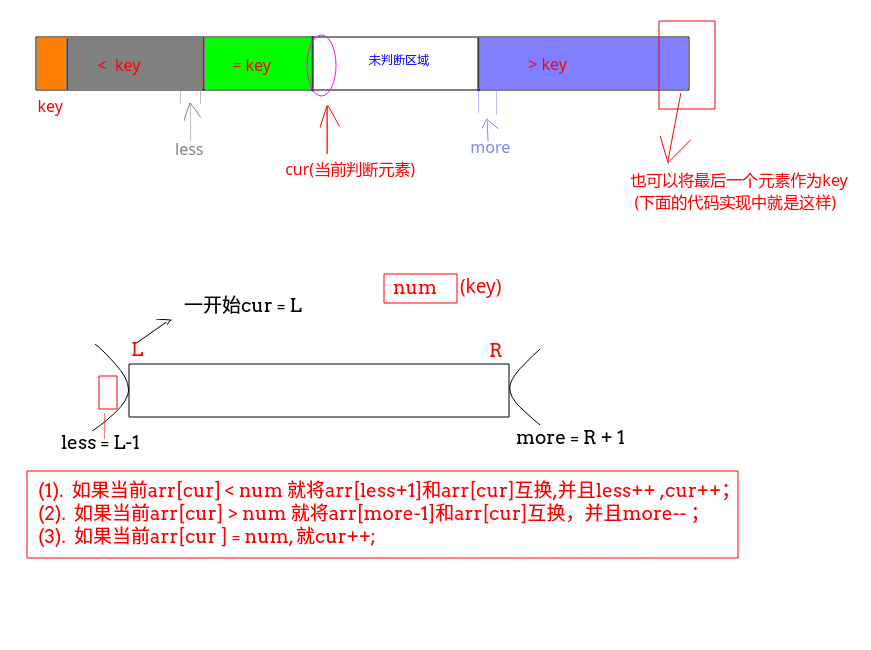 < key
= key
未判断区域
> key
key
less
cur(当前判断元素)
more
也可以将最后一个元素作为key
(下面的代码实现中就是这样)
num (key)
一开始cur = L
L
R
less = L-1
more = R + 1
(1). 如果当前arr[cur] < num 就将arr[less+1]和arr[cur]互换,并且less++ ,cur++;
(2). 如果当前arr[cur] > num 就将arr[more-1]和arr[cur]互换，并且more-- ;
(3). 如果当前arr[cur ] = num, 就cur++;